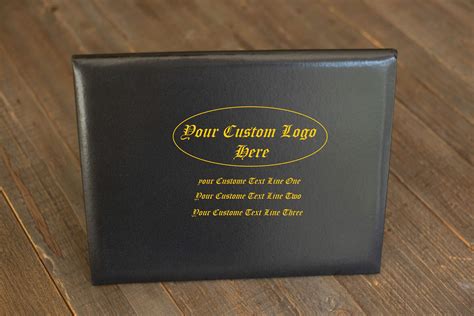 Your Custom Logo
Here
your Custome Text Line One
Your Custome Text Line Two
Your Custome Text Line Three